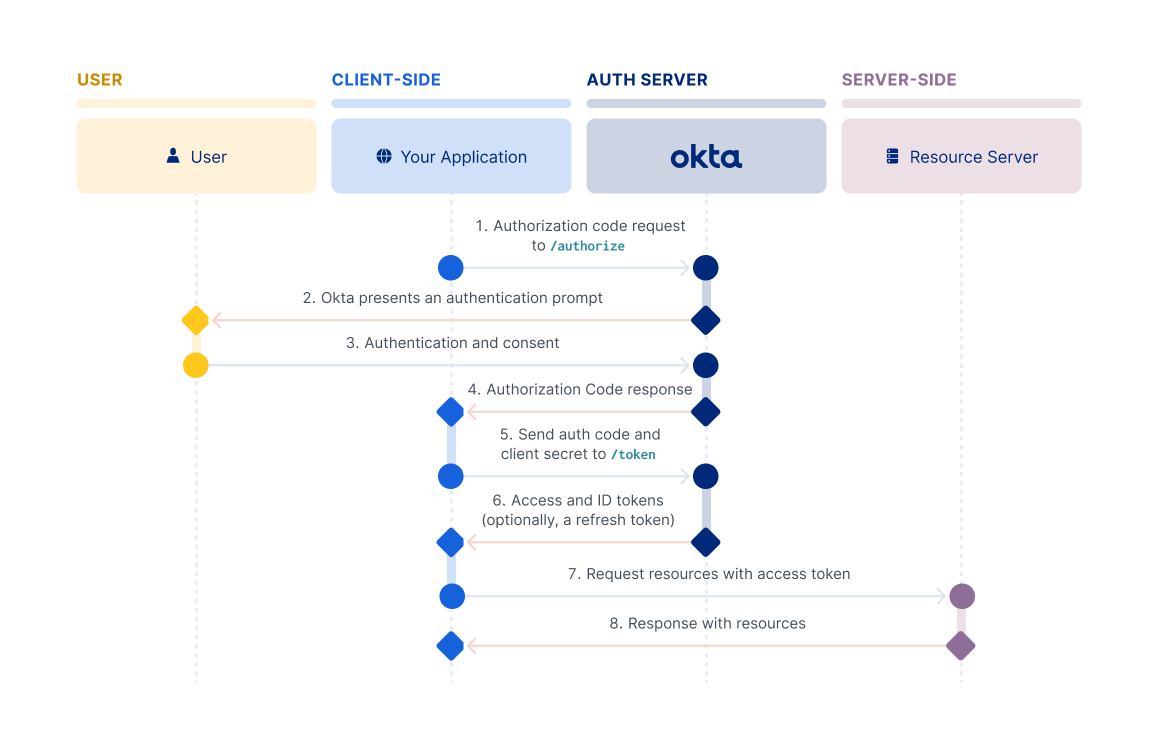 USER
CLIENT-SIDE
AUTH SERVER
SERVER-SIDE
User
Your Application
okta
Resource Server
1. Authorization code request
to /authorize
2. Okta presents an authentication prompt
3. Authentication and consent
4. Authorization Code response
5. Send auth code and
client secret to /token
6. Access and ID tokens
(optionally, a refresh token)
7. Request resources with access token
8. Response with resources